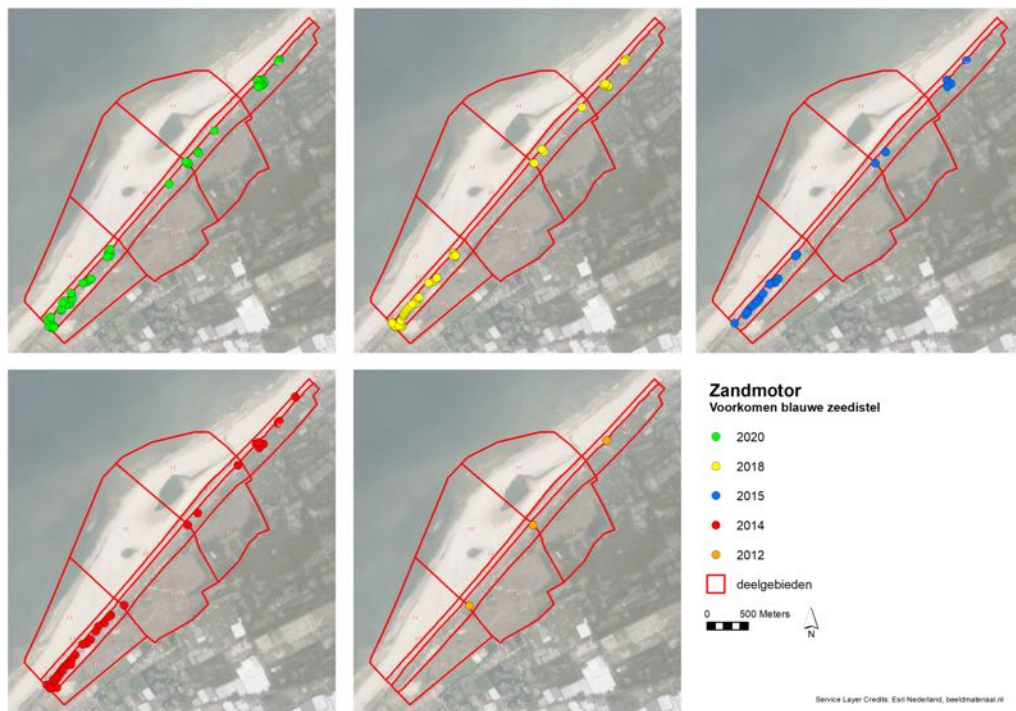 Zandmotor
Voorkomen blauwe zeedistel
2020
2018
2015
2014
2012
deelgebieden
0 500 Meters
N
Service Layer Credits: Esri Nederland, beeldmateriaal.nl